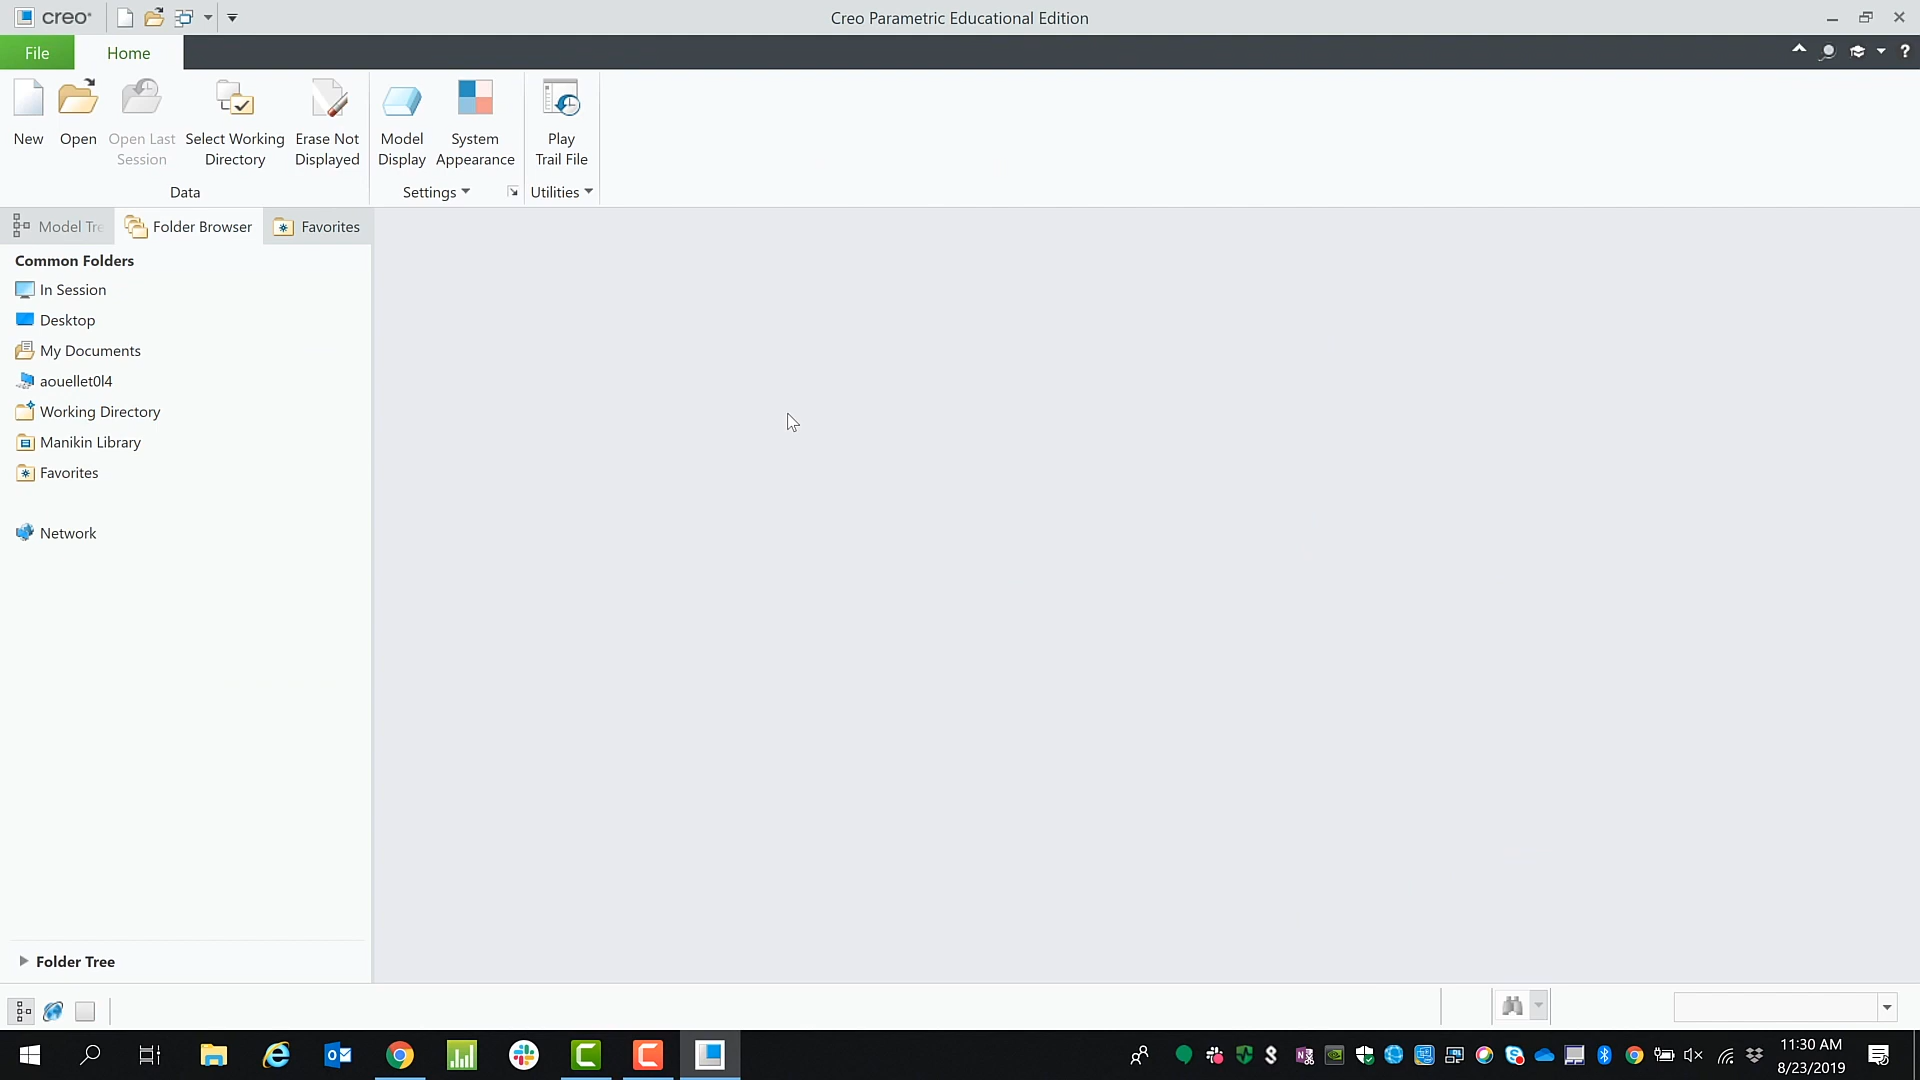 creo
Creo Parametric Educational Edition
File
Home
New
Open
Open Last
Session
Select Working
Directory
Erase Not
Displayed
Model
Display
System
Appearance
Play
Trail File
Data
Settings
Utilities
Model Tre
Folder Browser
Favorites
Common Folders
In Session
Desktop
My Documents
aouellet0l4
Working Directory
Manikin Library
Favorites
Network
Folder Tree
11:30 AM
8/23/2019